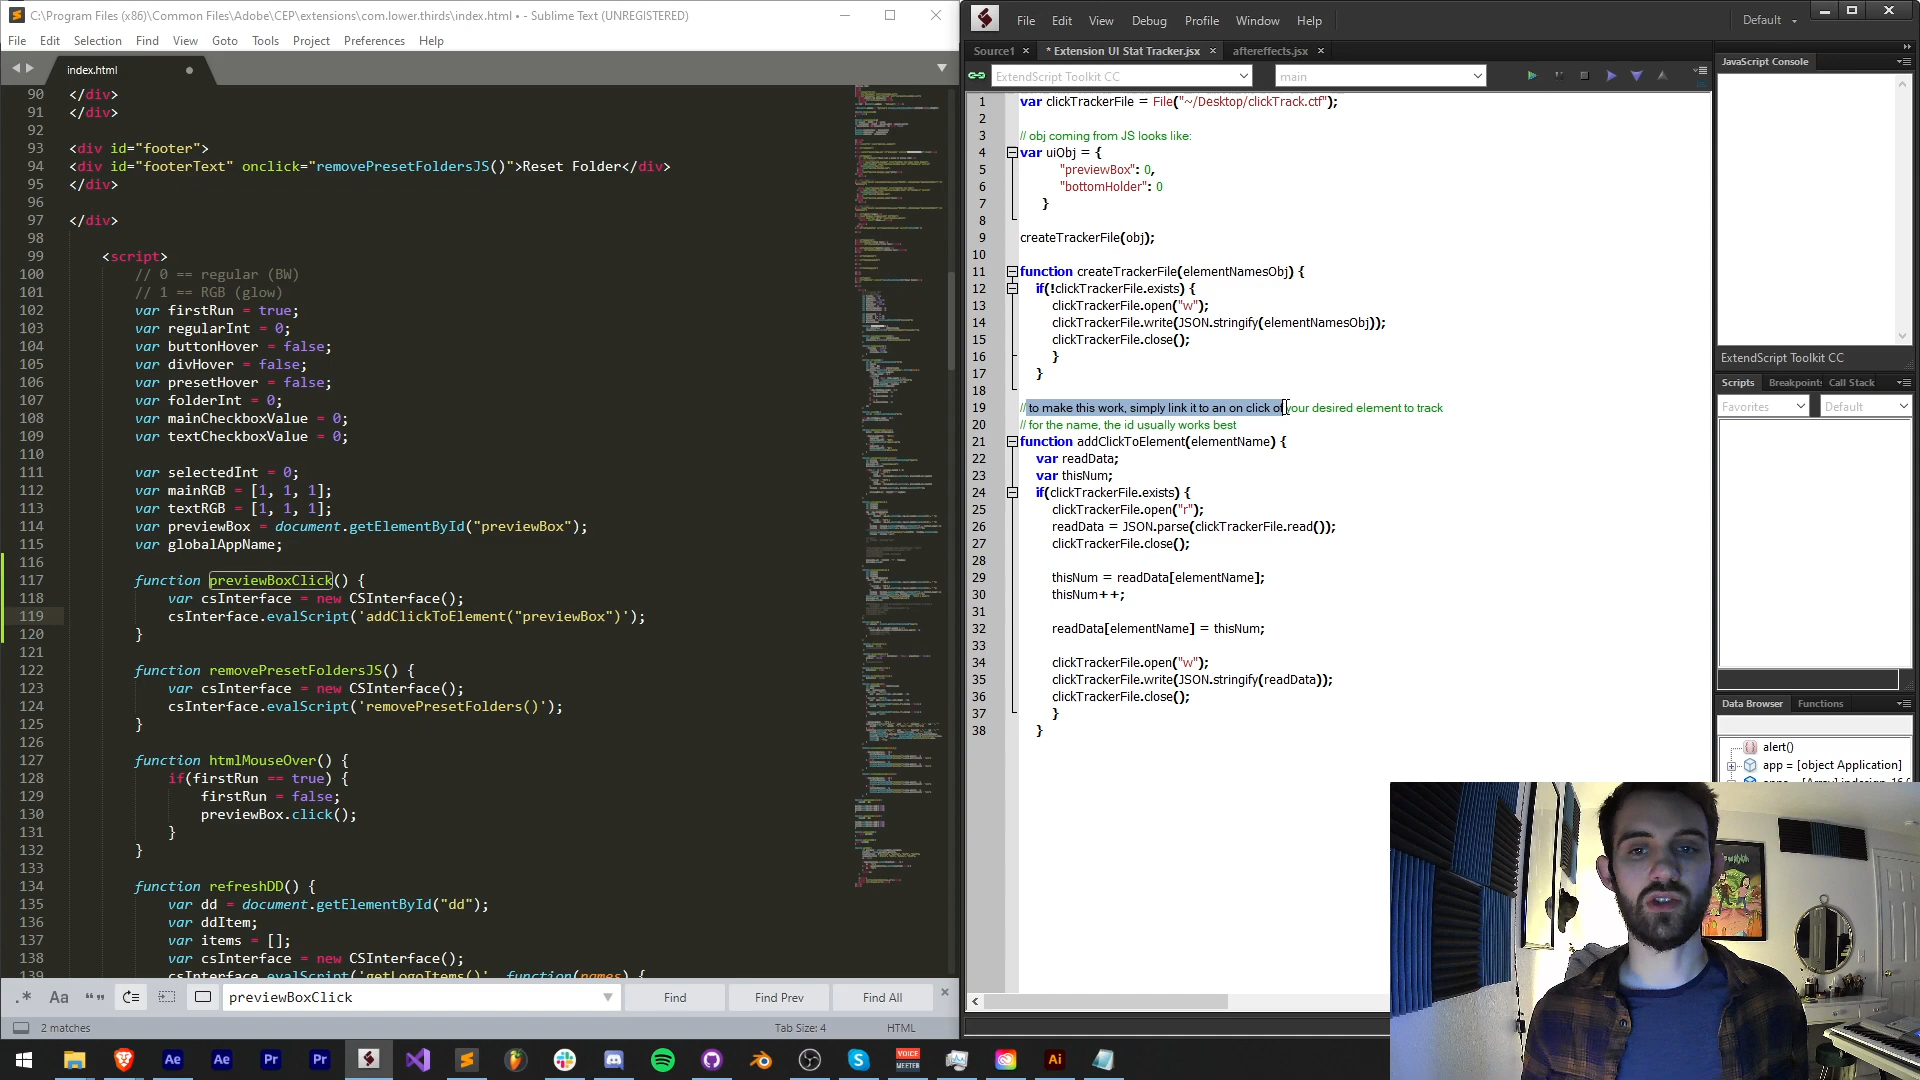 C:\Program Files (x86)\Common Files\Adobe\CEP\extensions\com.lower.thirds\index.html • - Sublime Text (UNREGISTERED)
File Edit Selection Find View Goto Tools Project Preferences Help
index.html
90 </div>
91 </div>
92
93 <div id="footer">
94 <div id="footerText" onclick="removePresetFoldersJS()">Reset Folder</div>
95 </div>
96
97 </div>
98
99 <script>
100 // 0 == regular (BW)
101 // 1 == RGB (glow)
102 var firstRun = true;
103 var regularInt = 0;
104 var buttonHover = false;
105 var divHover = false;
106 var presetHover = false;
107 var folderInt = 0;
108 var mainCheckboxValue = 0;
109 var textCheckboxValue = 0;
110
111 var selectedInt = 0;
112 var mainRGB = [1, 1, 1];
113 var textRGB = [1, 1, 1];
114 var previewBox = document.getElementById("previewBox");
115 var globalAppName;
116
117 function previewBoxClick() {
118 var csInterface = new CSInterface();
119 csInterface.evalScript('addClickToElement("previewBox")');
120 }
121
122 function removePresetFoldersJS() {
123 var csInterface = new CSInterface();
124 csInterface.evalScript('removePresetFolders()');
125 }
126
127 function htmlMouseOver() {
128 if(firstRun == true) {
129 firstRun = false;
130 previewBox.click();
131 }
132 }
133
134 function refreshDD() {
135 var dd = document.getElementById("dd");
136 var ddItem;
137 var items = [];
138 var csInterface = new CSInterface();
139 csInterface.evalScript('getLogoItems()', function(names) {
.* Aa “ ” previewBoxClick Find Find Prev Find All
2 matches Tab Size: 4 HTML
File Edit View Debug Profile Window Help Default
Source1 * Extension UI Stat Tracker.jsx aftereffects.jsx
ExtendScript Toolkit CC main
1 var clickTrackerFile = File("~/Desktop/clickTrack.ctf");
2
3 // obj coming from JS looks like:
4 var uiObj = {
5 "previewBox": 0,
6 "bottomHolder": 0
7 }
8
9 createTrackerFile(obj);
10
11 function createTrackerFile(elementNamesObj) {
12 if(!clickTrackerFile.exists) {
13 clickTrackerFile.open("w");
14 clickTrackerFile.write(JSON.stringify(elementNamesObj));
15 clickTrackerFile.close();
16 }
17 }
18
19 // to make this work, simply link it to an on click of your desired element to track
20 // for the name, the id usually works best
21 function addClickToElement(elementName) {
22 var readData;
23 var thisNum;
24 if(clickTrackerFile.exists) {
25 clickTrackerFile.open("r");
26 readData = JSON.parse(clickTrackerFile.read());
27 clickTrackerFile.close();
28
29 thisNum = readData[elementName];
30 thisNum++;
31
32 readData[elementName] = thisNum;
33
34 clickTrackerFile.open("w");
35 clickTrackerFile.write(JSON.stringify(readData));
36 clickTrackerFile.close();
37 }
38 }
JavaScript Console
ExtendScript Toolkit CC
Scripts Breakpoints Call Stack
Favorites Default
Data Browser Functions
alert()
app = [object Application]
Ae Ae Pr Pr VOICE MEETER Ai